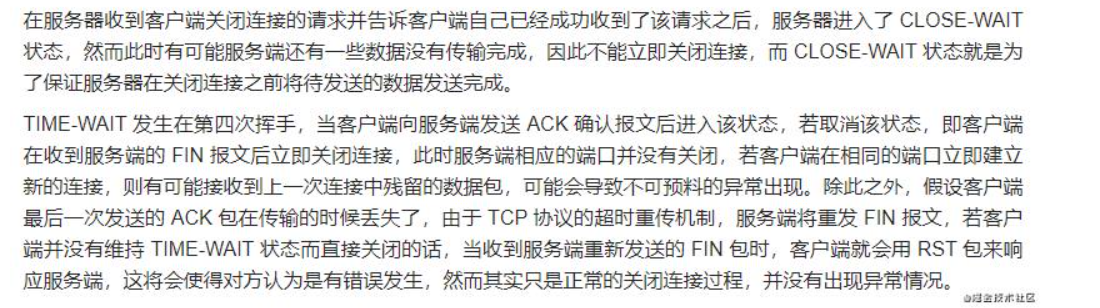 在服务器收到客户端关闭连接的请求并告诉客户端自己已经成功收到了该请求之后，服务器进入了 CLOSE-WAIT
状态，然而此时有可能服务端还有一些数据没有传输完成，因此不能立即关闭连接，而 CLOSE-WAIT 状态就是为
了保证服务器在关闭连接之前将待发送的数据发送完成。
TIME-WAIT 发生在第四次挥手，当客户端向服务端发送 ACK 确认报文后进入该状态，若取消该状态，即客户端
在收到服务端的 FIN 报文后立即关闭连接，此时服务端相应的端口并没有关闭，若客户端在相同的端口立即建立
新的连接，则有可能接收到上一次连接中残留的数据包，可能会导致不可预料的异常出现。除此之外，假设客户端
最后一次发送的 ACK 包在传输的时候丢失了，由于 TCP 协议的超时重传机制，服务端将重发 FIN 报文，若客户
端并没有维持 TIME-WAIT 状态而直接关闭的话，当收到服务端重新发送的 FIN 包时，客户端就会用 RST 包来响
应服务端，这将会使得对方认为是有错误发生，然而其实只是正常的关闭连接过程，并没有出现异常情况。
@掘金技术社区